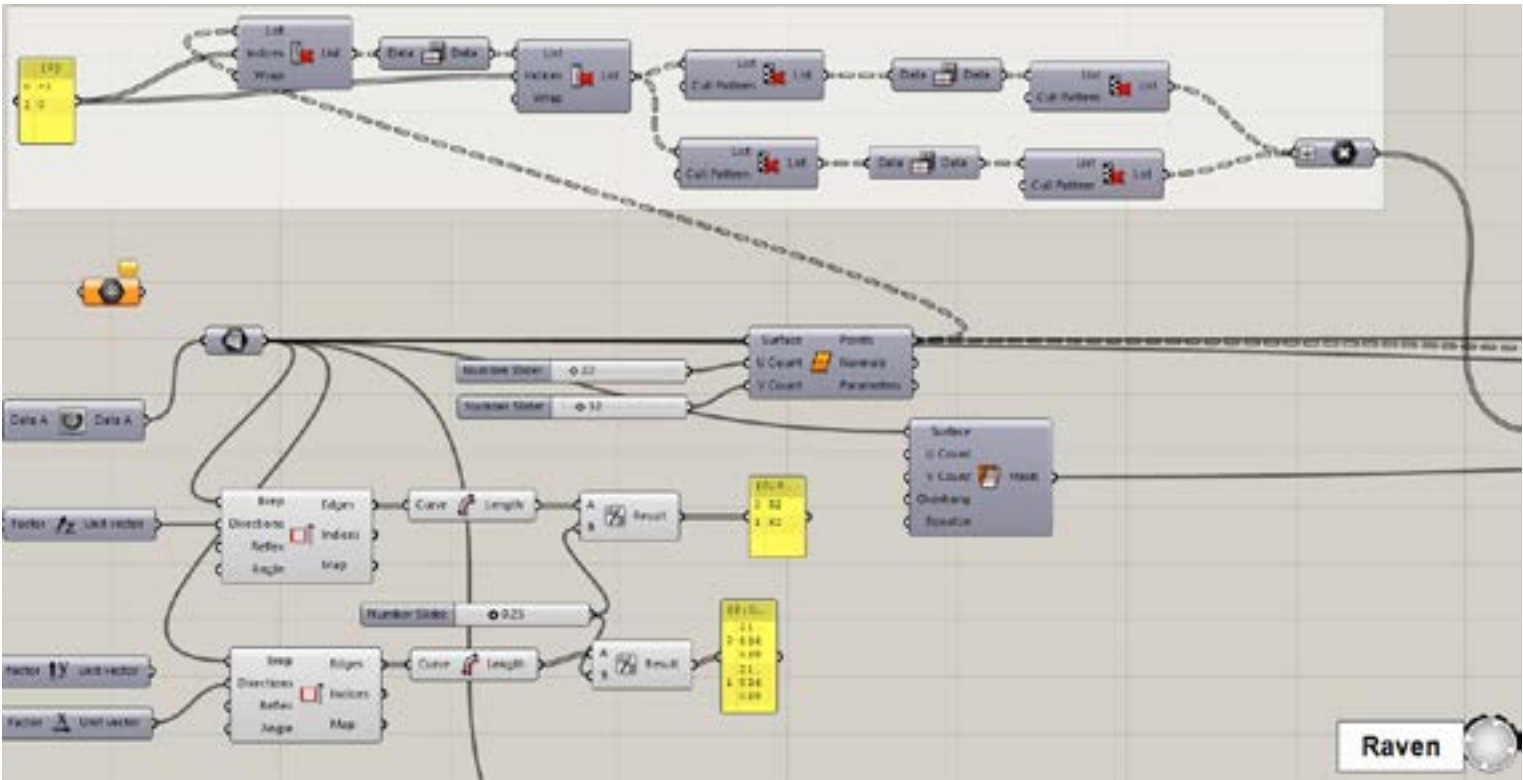 List
Indices List Data Data List
Wrap Indices List
Wrap
List
List
Cull Pattern
Data Data
List
List
Cull Pattern
List
List
Cull Pattern
Data Data
List
List
Cull Pattern
Surface Points
U Count Normals
V Count Parameters
Number Slider
Number Slider
Data A Data A
Surface
U Count
V Count Mesh
Overhang
Equalize
Brep Edges
Directions Indices
Reflex
Angle Map
Curve Length
A
B
Result
Factor Unit vector
Number Slider 0.25
Brep Edges
Directions Indices
Reflex
Angle Map
Curve Length
A
B
Result
Factor Y Unit vector
Factor X Unit vector
Raven